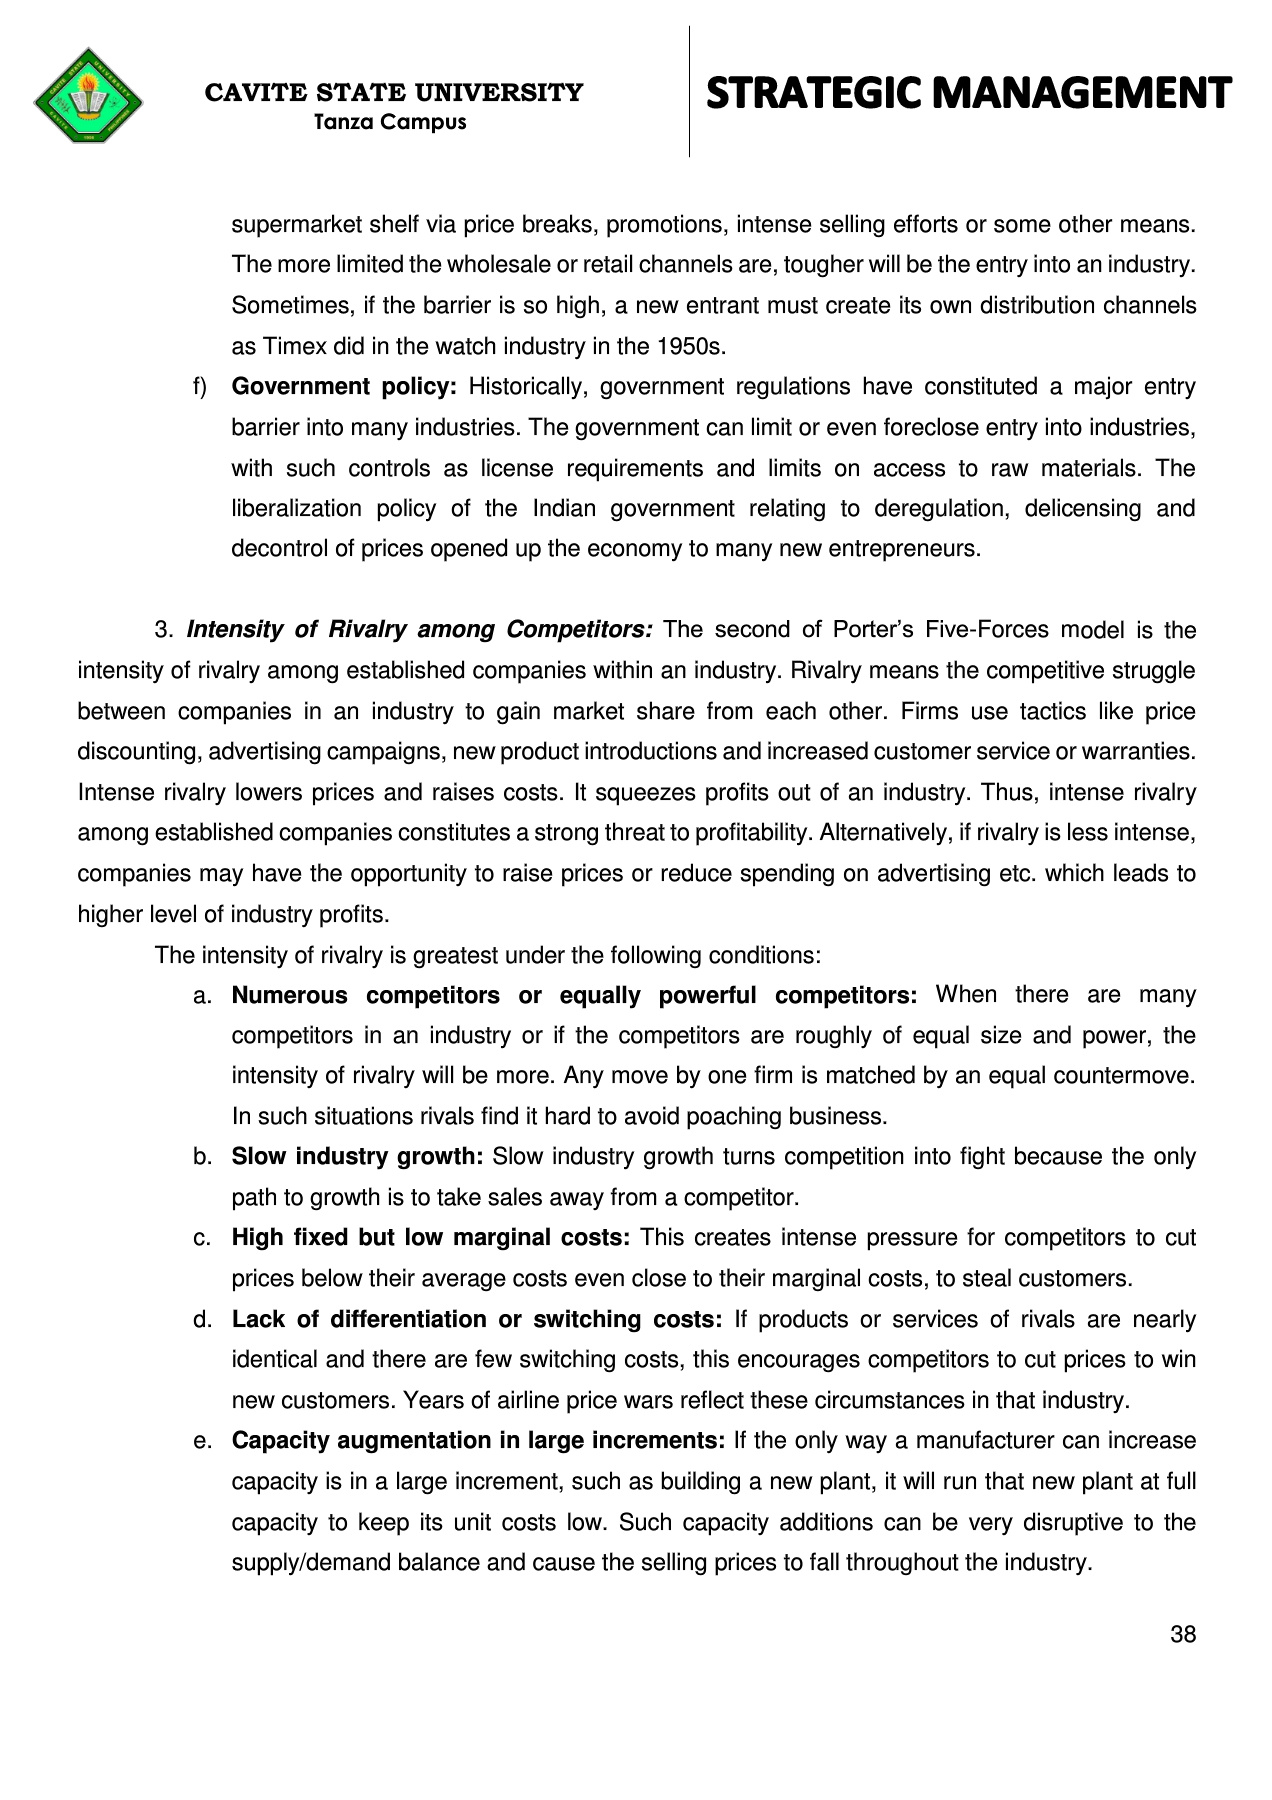 CAVITE STATE UNIVERSITY
Tanza Campus
STRATEGIC MANAGEMENT
supermarket shelf via price breaks, promotions, intense selling efforts or some other means.
The more limited the wholesale or retail channels are, tougher will be the entry into an industry.
Sometimes, if the barrier is so high, a new entrant must create its own distribution channels
as Timex did in the watch industry in the 1950s.
f) Government policy: Historically, government regulations have constituted a major entry
barrier into many industries. The government can limit or even foreclose entry into industries,
with such controls as license requirements and limits on access to raw materials. The
liberalization policy of the Indian government relating to deregulation, delicensing and
decontrol of prices opened up the economy to many new entrepreneurs.
3. Intensity of Rivalry among Competitors: The second of Porter’s Five-Forces model is the
intensity of rivalry among established companies within an industry. Rivalry means the competitive struggle
between companies in an industry to gain market share from each other. Firms use tactics like price
discounting, advertising campaigns, new product introductions and increased customer service or warranties.
Intense rivalry lowers prices and raises costs. It squeezes profits out of an industry. Thus, intense rivalry
among established companies constitutes a strong threat to profitability. Alternatively, if rivalry is less intense,
companies may have the opportunity to raise prices or reduce spending on advertising etc. which leads to
higher level of industry profits.
The intensity of rivalry is greatest under the following conditions:
a. Numerous competitors or equally powerful competitors: When there are many
competitors in an industry or if the competitors are roughly of equal size and power, the
intensity of rivalry will be more. Any move by one firm is matched by an equal countermove.
In such situations rivals find it hard to avoid poaching business.
b. Slow industry growth: Slow industry growth turns competition into fight because the only
path to growth is to take sales away from a competitor.
c. High fixed but low marginal costs: This creates intense pressure for competitors to cut
prices below their average costs even close to their marginal costs, to steal customers.
d. Lack of differentiation or switching costs: If products or services of rivals are nearly
identical and there are few switching costs, this encourages competitors to cut prices to win
new customers. Years of airline price wars reflect these circumstances in that industry.
e. Capacity augmentation in large increments: If the only way a manufacturer can increase
capacity is in a large increment, such as building a new plant, it will run that new plant at full
capacity to keep its unit costs low. Such capacity additions can be very disruptive to the
supply/demand balance and cause the selling prices to fall throughout the industry.
38